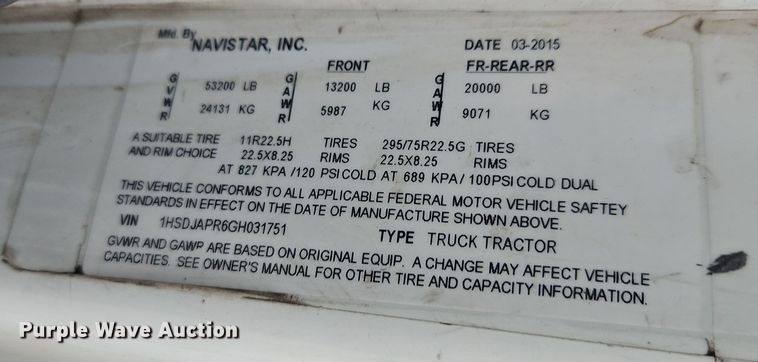 Mfd. By NAVISTAR, INC. DATE 03-2015
FRONT FR-REAR-RR
GVWR 53200 LB GAWR 13200 LB GAWR 20000 LB
24131 KG 5987 KG 9071 KG
A SUITABLE TIRE 11R22.5H TIRES 295/75R22.5G TIRES
AND RIM CHOICE 22.5X8.25 RIMS 22.5X8.25 RIMS
AT 827 KPA/120 PSI COLD AT 689 KPA/100PSI COLD DUAL
THIS VEHICLE CONFORMS TO ALL APPLICABLE FEDERAL MOTOR VEHICLE SAFTEY
STANDARDS IN EFFECT ON THE DATE OF MANUFACTURE SHOWN ABOVE.
VIN 1HSDJAPR6GH031751 TYPE TRUCK TRACTOR
GVWR AND GAWR ARE BASED ON ORIGINAL EQUIP. A CHANGE MAY AFFECT VEHICLE
CAPACITIES. SEE OWNER'S MANUAL FOR OTHER TIRE AND CAPACITY INFORMATION.
Purple Wave Auction